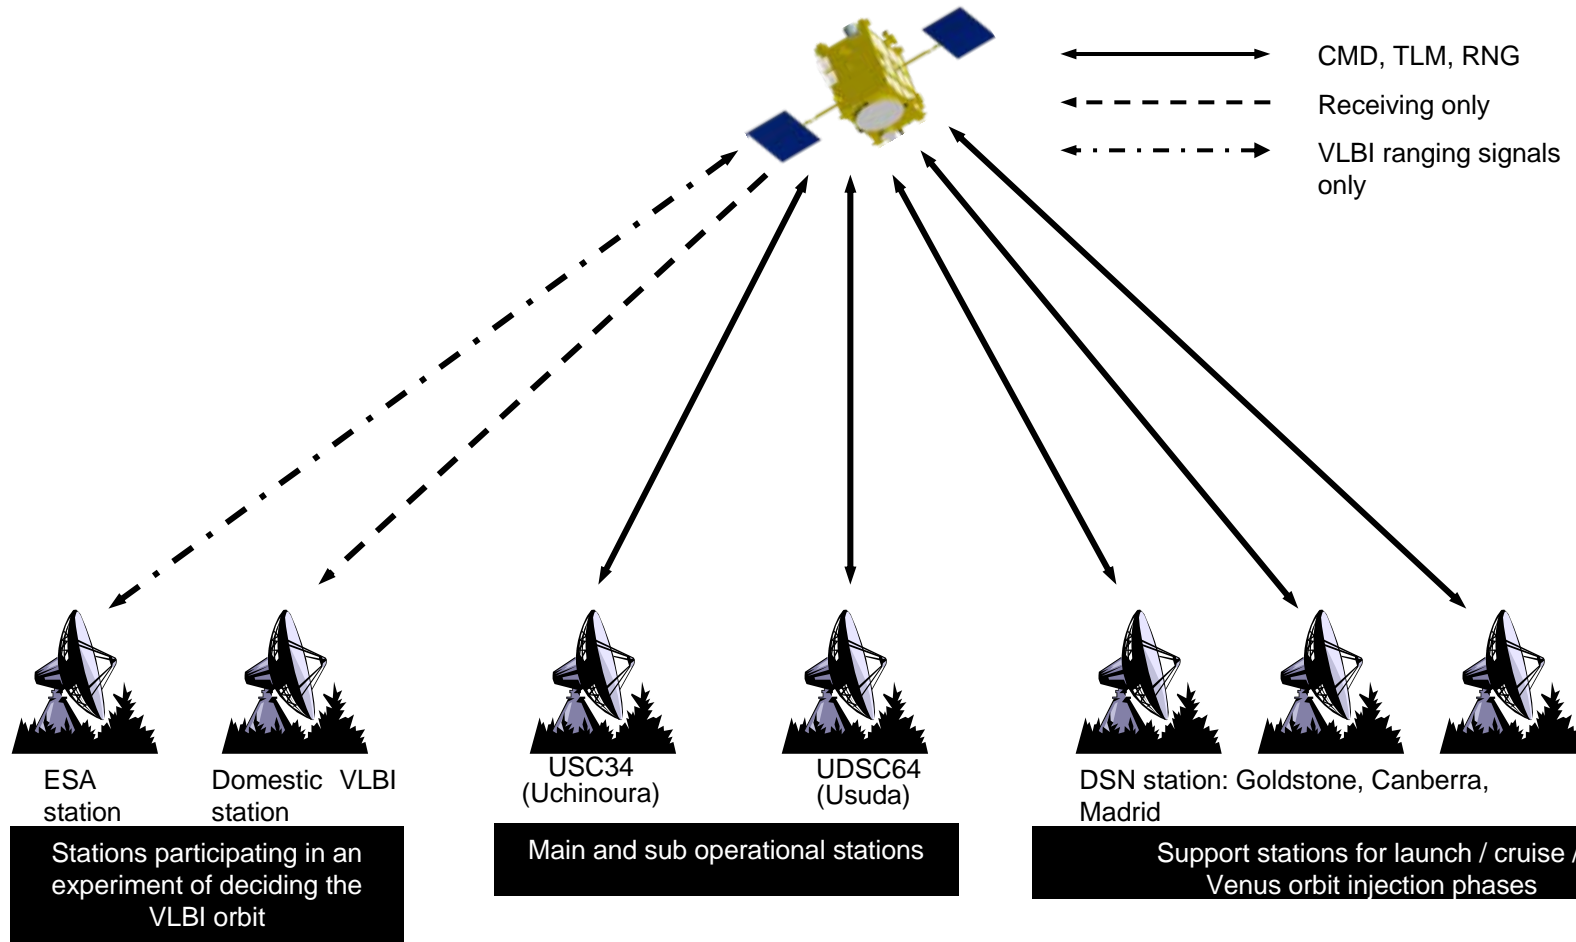 CMD, TLM, RNG
Receiving only
VLBI ranging signals
only
ESA
station
Domestic VLBI
station
USC34
(Uchinoura)
UDSC64
(Usuda)
DSN station: Goldstone, Canberra,
Madrid
Stations participating in an
experiment of deciding the
VLBI orbit
Main and sub operational stations
Support stations for launch / cruise /
Venus orbit injection phases